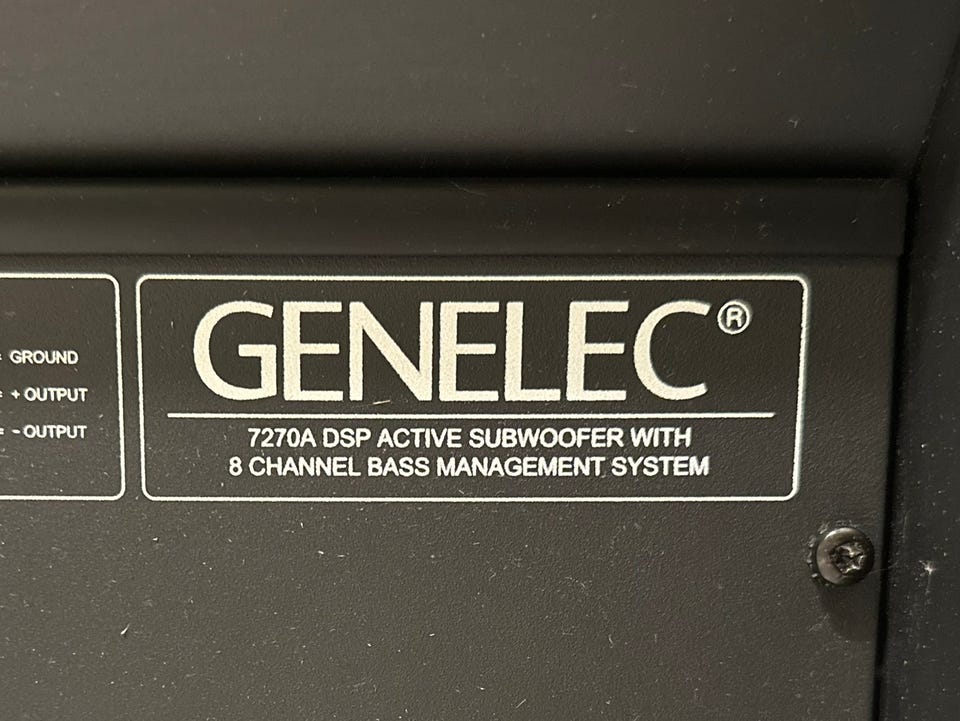 = GROUND
= + OUTPUT
= - OUTPUT
GENELEC®
7270A DSP ACTIVE SUBWOOFER WITH
8 CHANNEL BASS MANAGEMENT SYSTEM